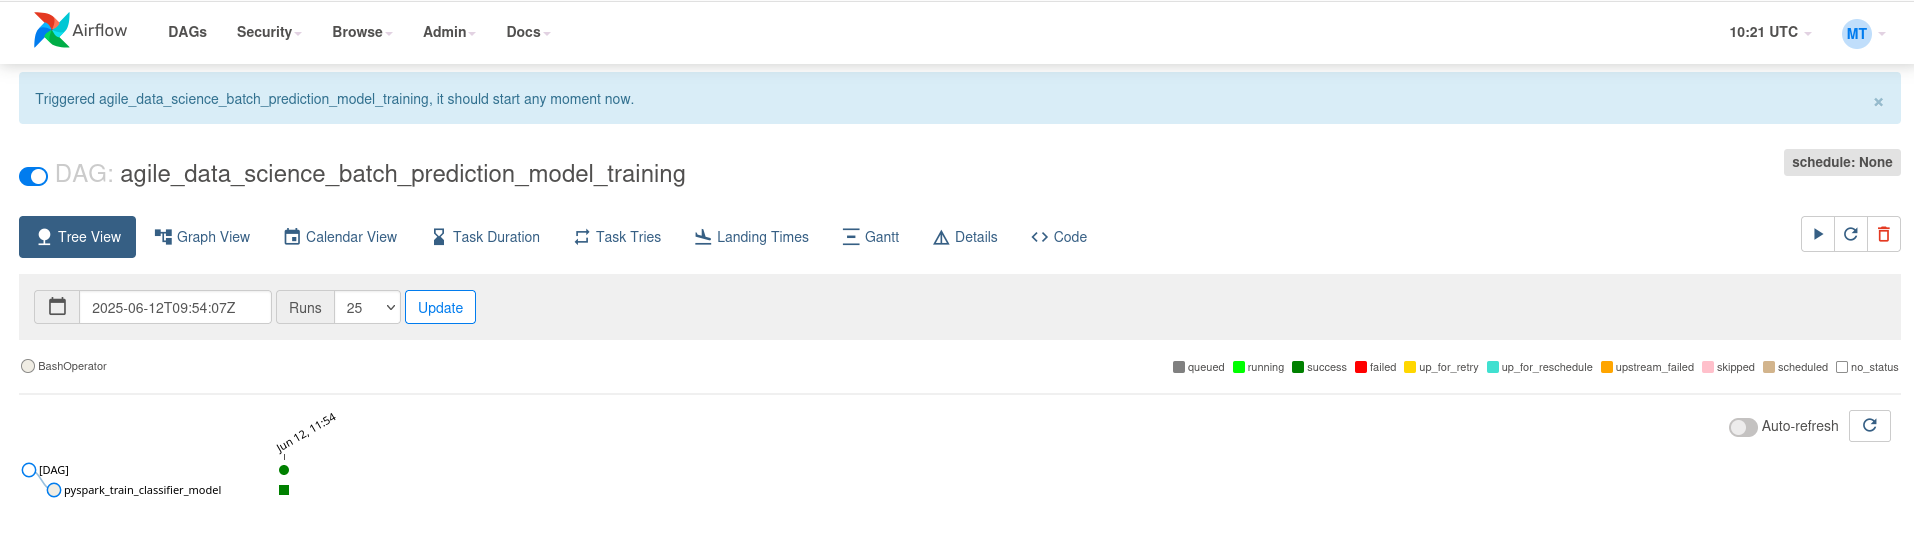 Airflow DAGs Security Browse Admin Docs 10:21 UTC MT
Triggered agile_data_science_batch_prediction_model_training, it should start any moment now. ×
DAG: agile_data_science_batch_prediction_model_training schedule: None
Tree View Graph View Calendar View Task Duration Task Tries Landing Times Gantt Details <> Code
2025-06-12T09:54:07Z Runs 25 Update
BashOperator queued running success failed up_for_retry up_for_reschedule upstream_failed skipped scheduled no_status
Jun 12, 11:54 Auto-refresh
[DAG]
pyspark_train_classifier_model